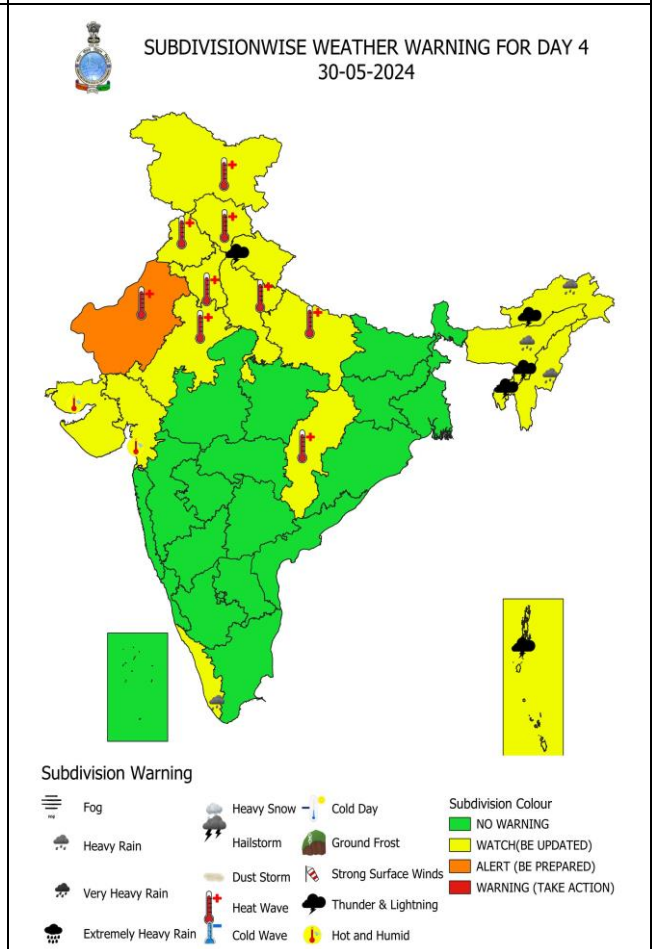 SUBDIVISIONWISE WEATHER WARNING FOR DAY 4
30-05-2024
Subdivision Warning
Fog
Heavy Rain
Very Heavy Rain
Extremely Heavy Rain
Heavy Snow
Hailstorm
Dust Storm
Heat Wave
Cold Wave
Cold Day
Ground Frost
Strong Surface Winds
Thunder & Lightning
Hot and Humid
Subdivision Colour
NO WARNING
WATCH(BE UPDATED)
ALERT (BE PREPARED)
WARNING (TAKE ACTION)